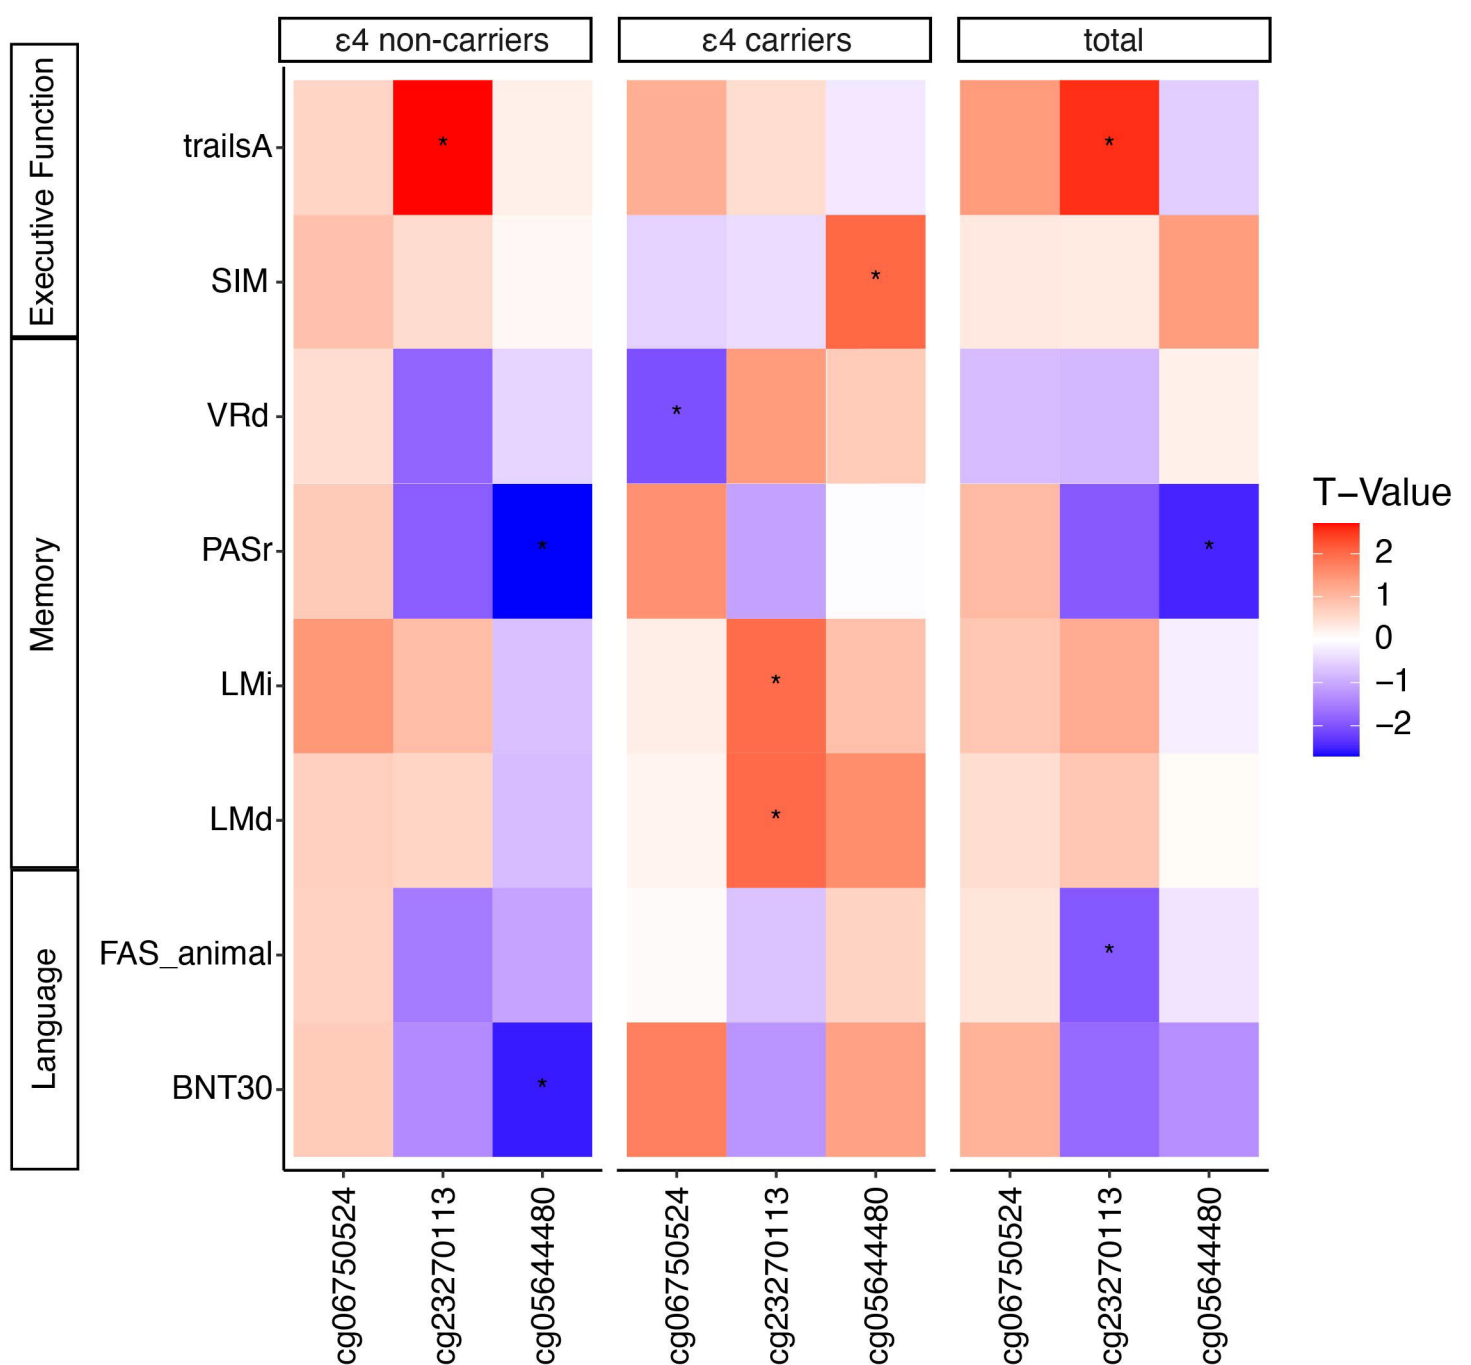 ε4 non-carriers
ε4 carriers
total
Executive Function
Memory
Language
trailsA
*
*
SIM
*
VRd
*
PASr
*
*
LMi
*
LMd
*
FAS_animal
*
BNT30
*
T−Value
2
1
0
−1
−2
cg06750524
cg23270113
cg05644480
cg06750524
cg23270113
cg05644480
cg06750524
cg23270113
cg05644480